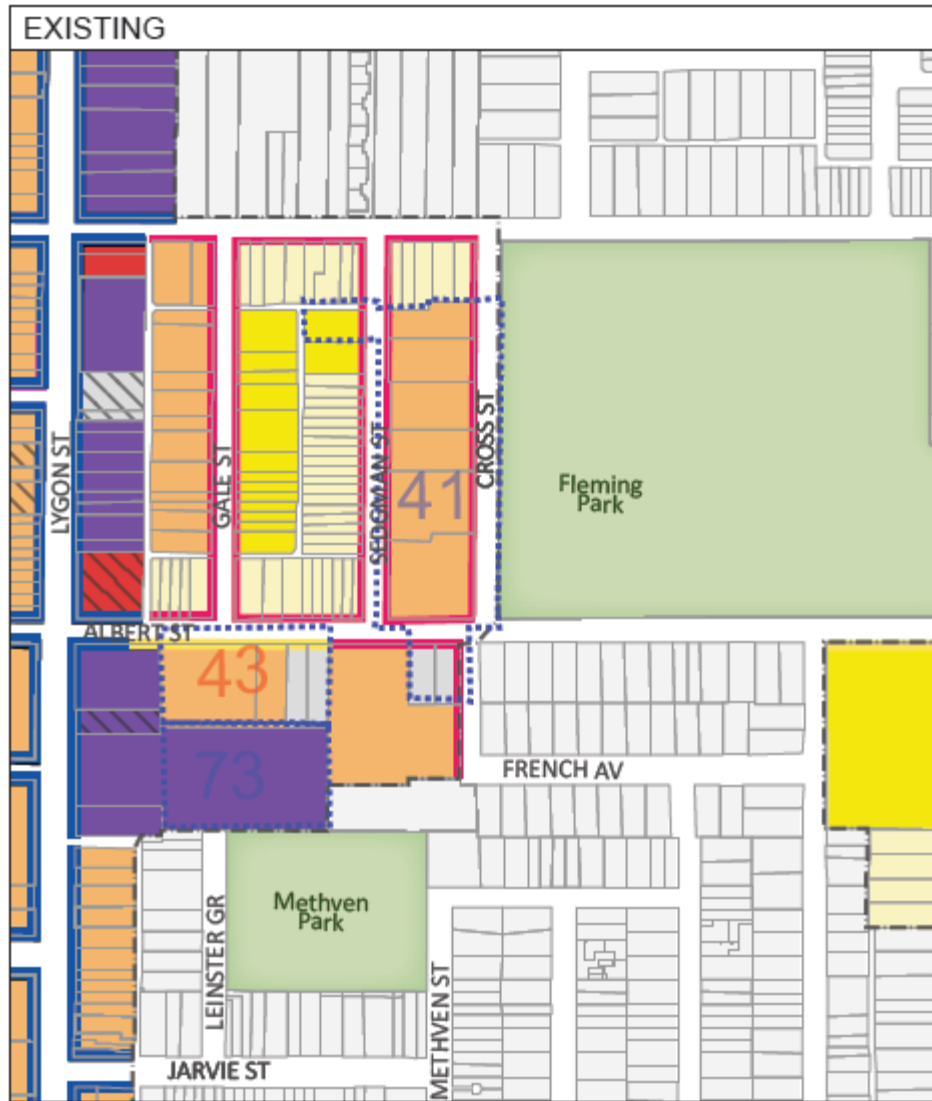 EXISTING
LYGON ST
GALE ST
SEDGMAN ST
CROSS ST
41
Fleming
Park
ALBERT ST
43
73
FRENCH AV
Methven
Park
LEINSTER GR
METHVEN ST
JARVIE ST